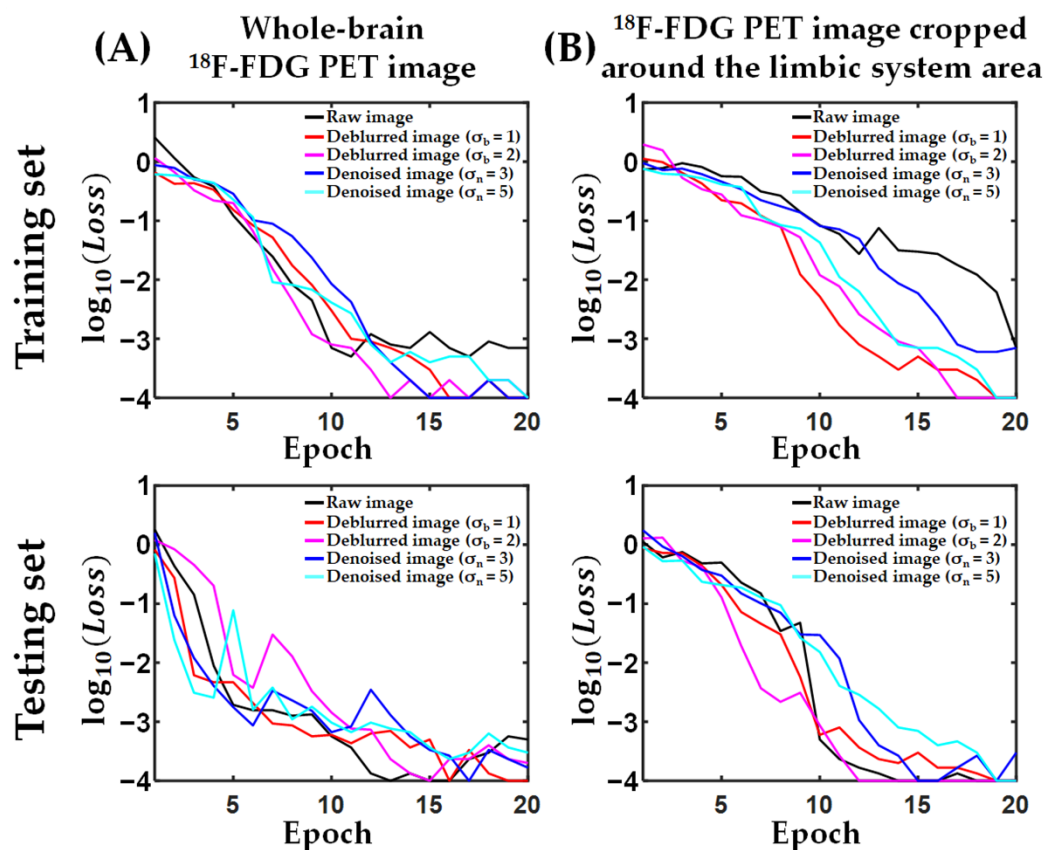 (A) Whole-brain
¹⁸F-FDG PET image
(B) ¹⁸F-FDG PET image cropped
around the limbic system area
Training set
log₁₀(Loss)
1
0
−1
−2
−3
−4
Raw image
Deblurred image (σb = 1)
Deblurred image (σb = 2)
Denoised image (σn = 3)
Denoised image (σn = 5)
5 10 15 20
Epoch
log₁₀(Loss)
1
0
−1
−2
−3
−4
Raw image
Deblurred image (σb = 1)
Deblurred image (σb = 2)
Denoised image (σn = 3)
Denoised image (σn = 5)
5 10 15 20
Epoch
Testing set
log₁₀(Loss)
1
0
−1
−2
−3
−4
Raw image
Deblurred image (σb = 1)
Deblurred image (σb = 2)
Denoised image (σn = 3)
Denoised image (σn = 5)
5 10 15 20
Epoch
log₁₀(Loss)
1
0
−1
−2
−3
−4
Raw image
Deblurred image (σb = 1)
Deblurred image (σb = 2)
Denoised image (σn = 3)
Denoised image (σn = 5)
5 10 15 20
Epoch